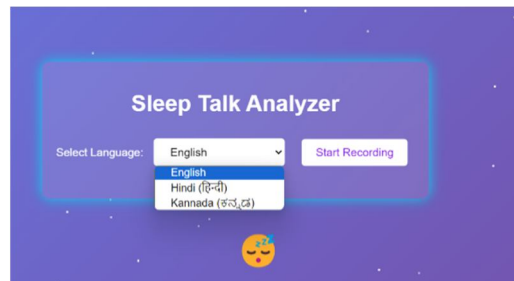 Sleep Talk Analyzer
Select Language: English Start Recording
English
Hindi (हिन्दी)
Kannada (ಕನ್ನಡ)